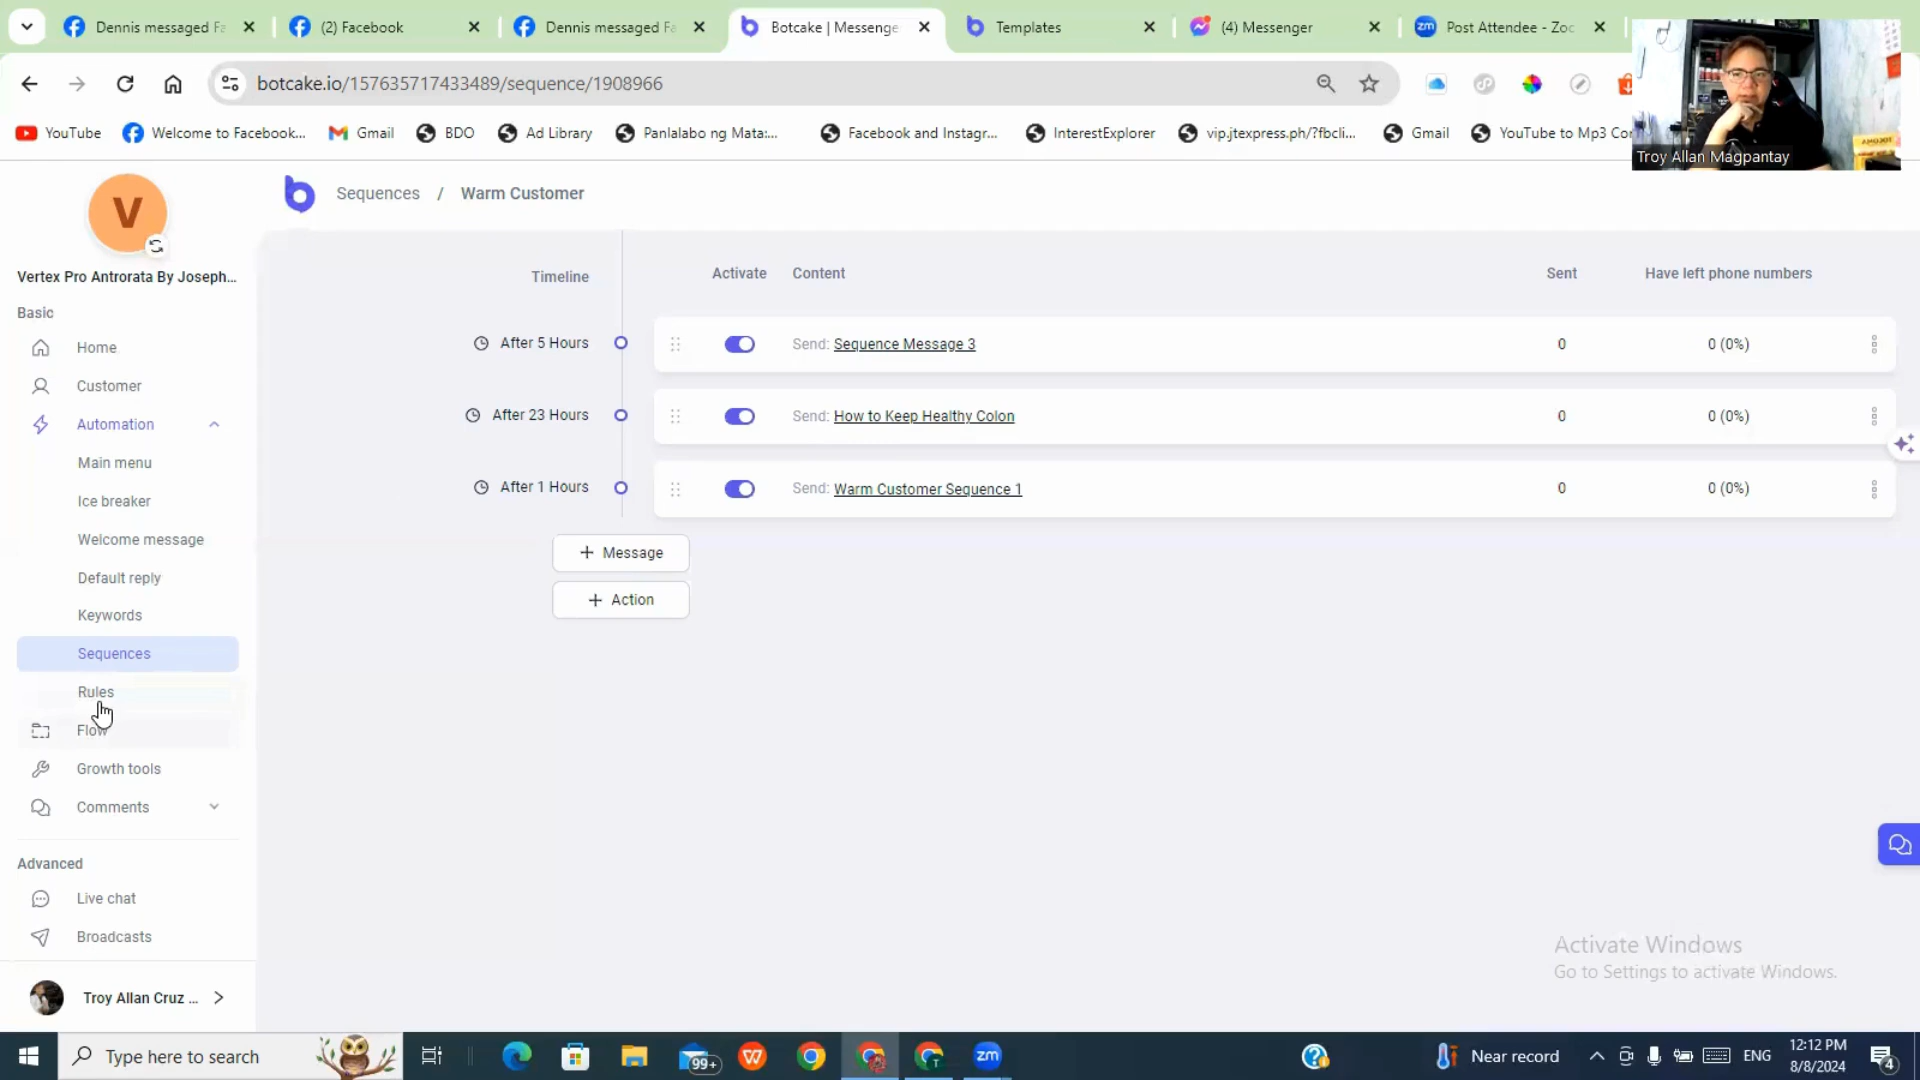 Dennis messaged Fa
(2) Facebook
Dennis messaged Fa
Botcake | Messenge
Templates
(4) Messenger
Post Attendee - Zoo
botcake.io/157635717433489/sequence/1908966
YouTube
Welcome to Facebook...
Gmail
BDO
Ad Library
Panlalabo ng Mata:...
Facebook and Instagr...
InterestExplorer
vip.jtexpress.ph/?fbcli...
Gmail
YouTube to Mp3 Con
Troy Allan Magpantay
V
Vertex Pro Antrorata By Joseph...
Basic
Home
Customer
Automation
Main menu
Ice breaker
Welcome message
Default reply
Keywords
Sequences
Rules
Flow
Growth tools
Comments
Advanced
Live chat
Broadcasts
Troy Allan Cruz ...
Sequences / Warm Customer
Timeline Activate Content Sent Have left phone numbers
After 5 Hours Send: Sequence Message 3 0 0 (0%)
After 23 Hours Send: How to Keep Healthy Colon 0 0 (0%)
After 1 Hours Send: Warm Customer Sequence 1 0 0 (0%)
+ Message
+ Action
Activate Windows
Go to Settings to activate Windows.
Type here to search
99+
zm
Near record
ENG
12:12 PM
8/8/2024
4